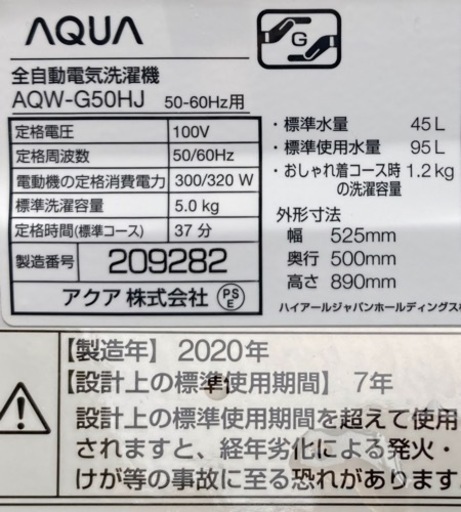 AQUA
G
全自動電気洗濯機
AQW-G50HJ 50-60Hz用
定格電圧 100V
定格周波数 50/60Hz
電動機の定格消費電力 300/320 W
標準洗濯容量 5.0 kg
定格時間(標準コース) 37 分
製造番号 209282
アクア 株式会社 PSE
・標準水量 45L
・標準使用水量 95L
・おしゃれ着コース時 1.2kg
の洗濯容量
外形寸法
幅 525mm
奥行 500mm
高さ 890mm
ハイアールジャパンホールディングス
【製造年】2020年
【設計上の標準使用期間】7年
設計上の標準使用期間を超えて使用
されますと、経年劣化による発火・
けが等の事故に至る恐れがあります